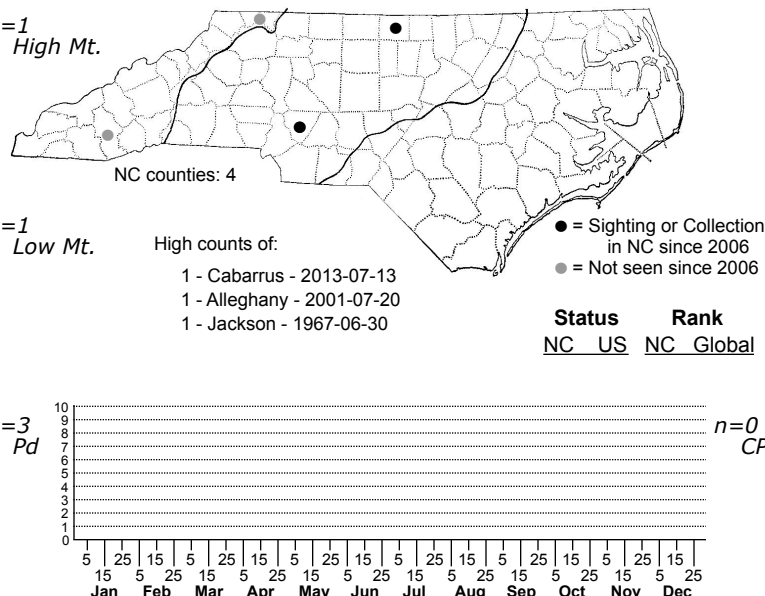 =1
High Mt.
NC counties: 4
=1
Low Mt.
High counts of:
1 - Cabarrus - 2013-07-13
1 - Alleghany - 2001-07-20
1 - Jackson - 1967-06-30
● = Sighting or Collection
in NC since 2006
● = Not seen since 2006
Status Rank
NC US NC Global
=3
Pd
n=0
CP
10
9
8
7
6
5
4
3
2
1
0
5 25 15 5 25 15 5 25 15 5 25 15 5 25 15 5 25 15
15 5 25 15 5 25 15 5 25 15 5 25 15 5 25 15 5 25
Jan Feb Mar Apr May Jun Jul Aug Sep Oct Nov Dec